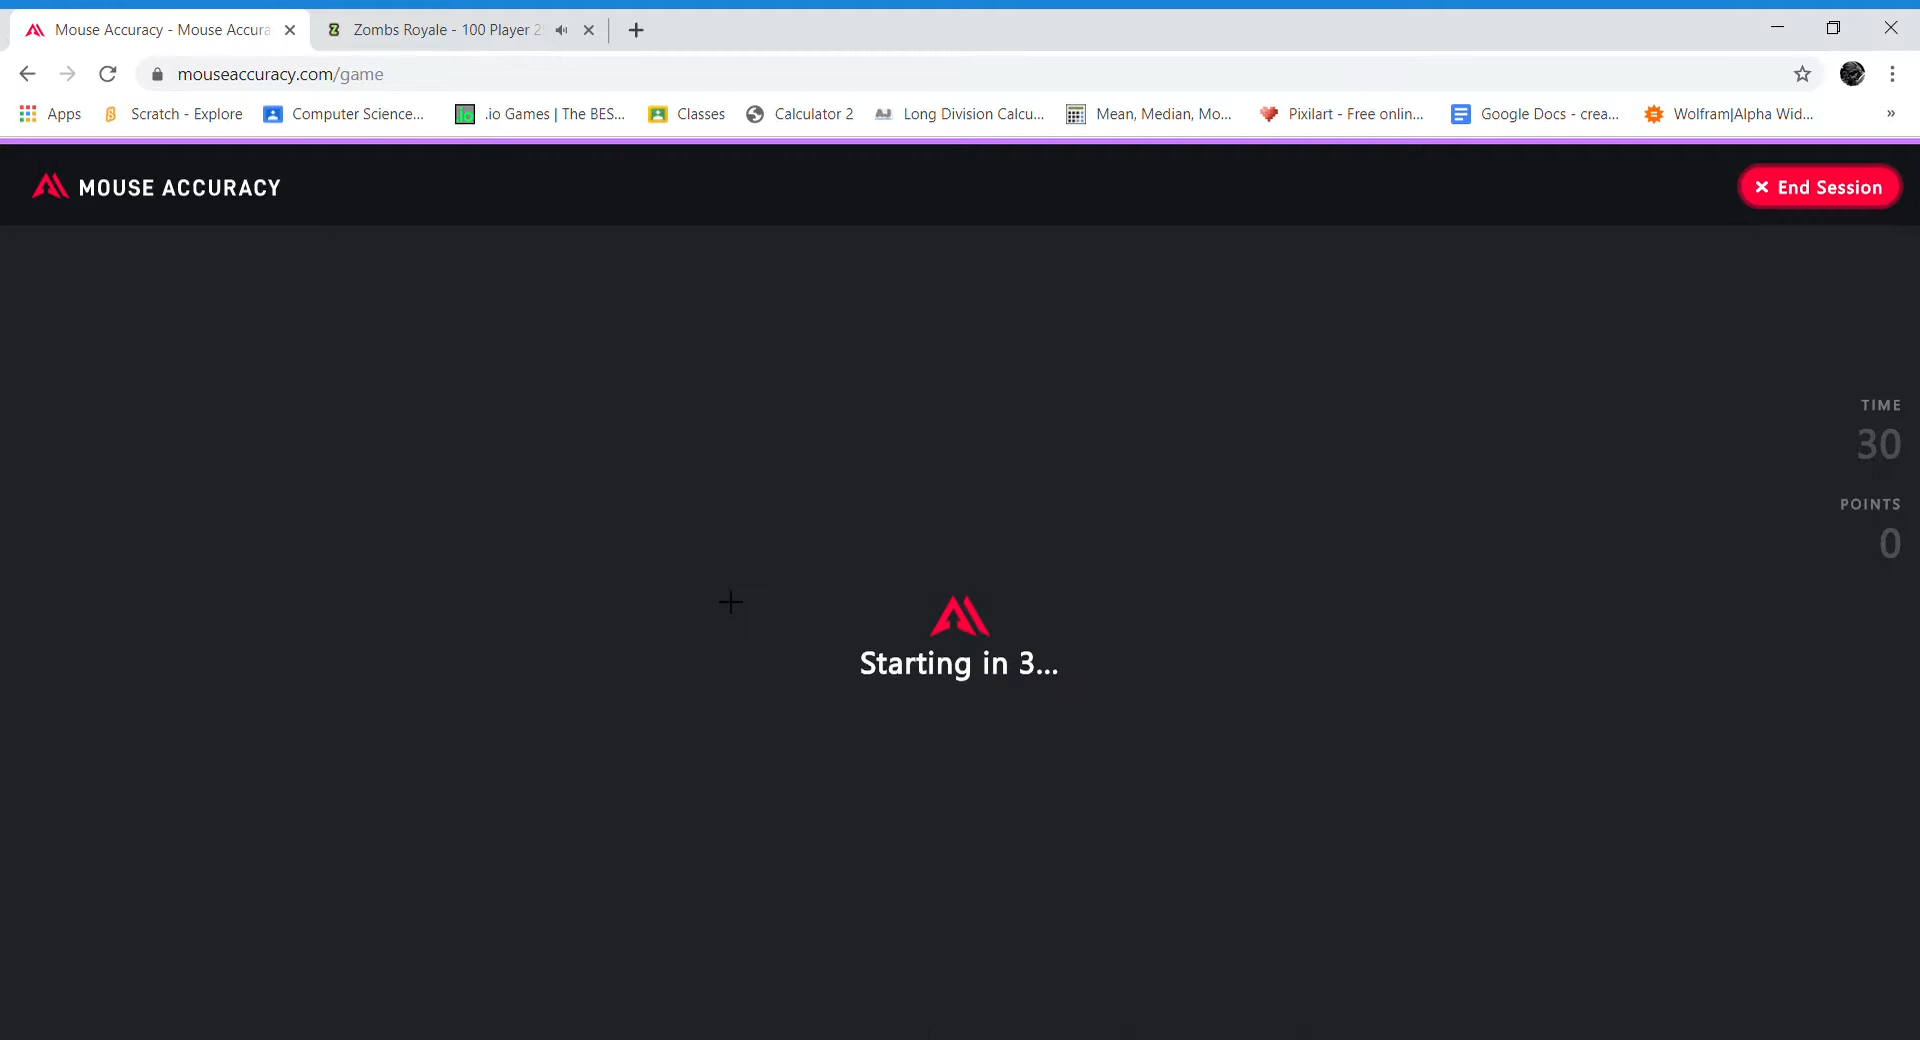 Mouse Accuracy - Mouse Accura
Zombs Royale - 100 Player 2
mouseaccuracy.com/game
Apps
Scratch - Explore
Computer Science...
.io Games | The BES...
Classes
Calculator 2
Long Division Calcu...
Mean, Median, Mo...
Pixilart - Free onlin...
Google Docs - crea...
Wolfram|Alpha Wid...
»
MOUSE ACCURACY
End Session
TIME
30
POINTS
0
Starting in 3...